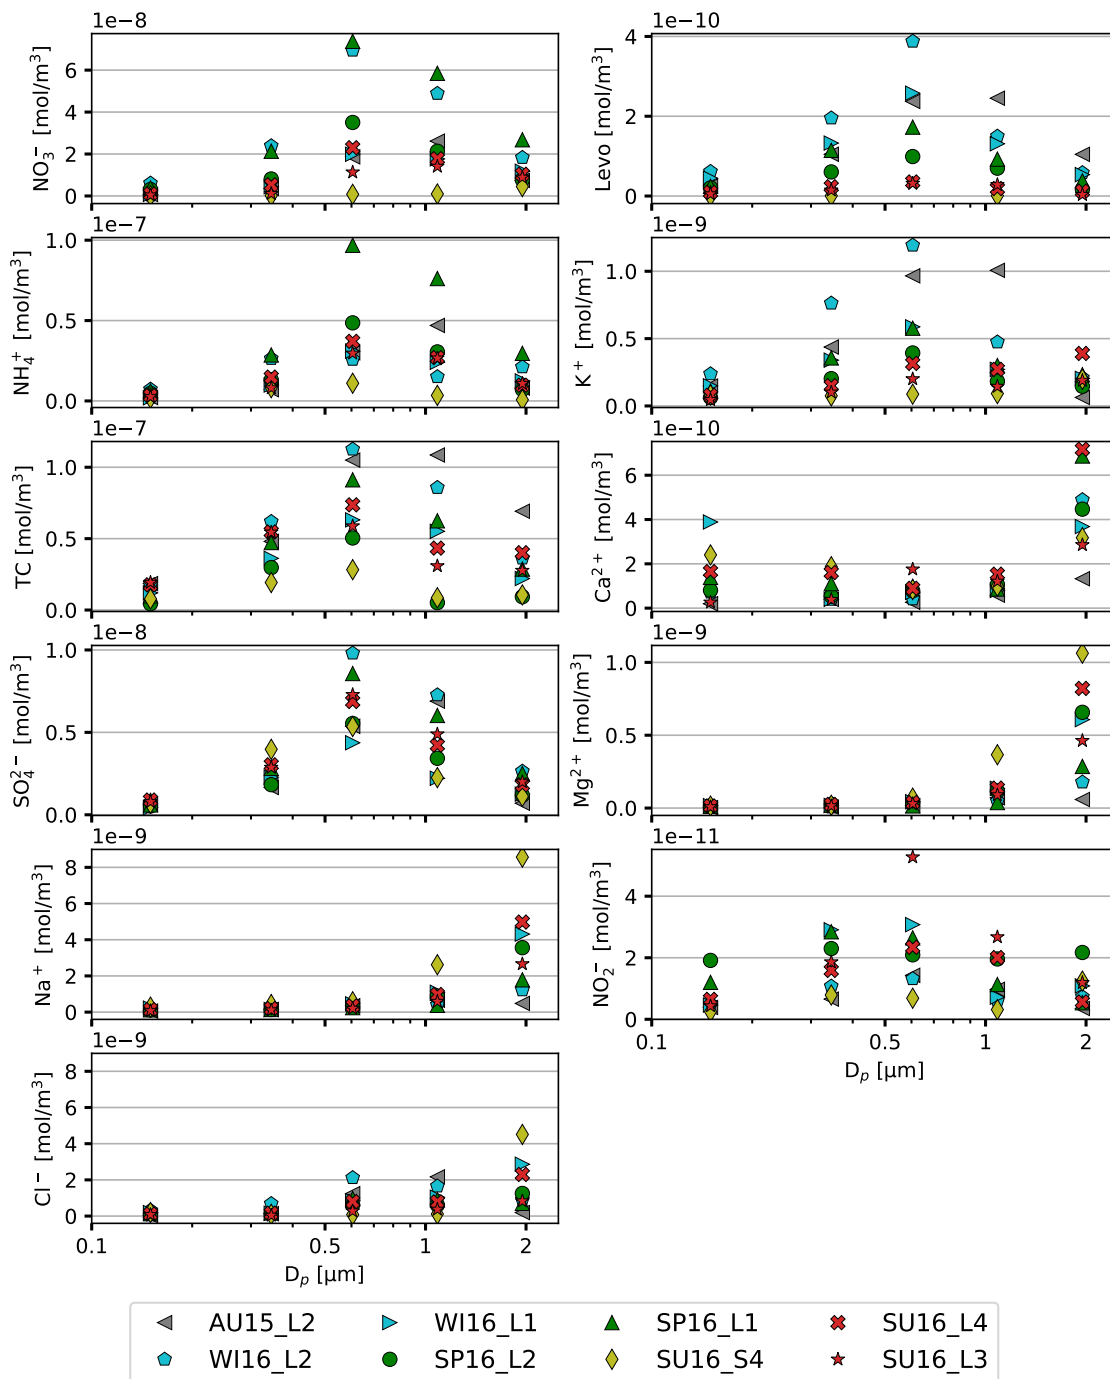 1e−8
NO₃⁻ [mol/m³]
6
4
2
0
1e−10
Levo [mol/m³]
4
2
0
1e−7
NH₄⁺ [mol/m³]
1.0
0.5
0.0
1e−9
K⁺ [mol/m³]
1.0
0.5
0.0
1e−7
TC [mol/m³]
1.0
0.5
0.0
1e−10
Ca²⁺ [mol/m³]
6
4
2
0
1e−8
SO₄²⁻ [mol/m³]
1.0
0.5
0.0
1e−9
Mg²⁺ [mol/m³]
1.0
0.5
0.0
1e−9
Na⁺ [mol/m³]
8
6
4
2
0
1e−11
NO₂⁻ [mol/m³]
4
2
0
0.1 0.5 1 2
Dₚ [µm]
1e−9
Cl⁻ [mol/m³]
8
6
4
2
0
0.1 0.5 1 2
Dₚ [µm]
AU15_L2 WI16_L1 SP16_L1 SU16_L4
WI16_L2 SP16_L2 SU16_S4 SU16_L3